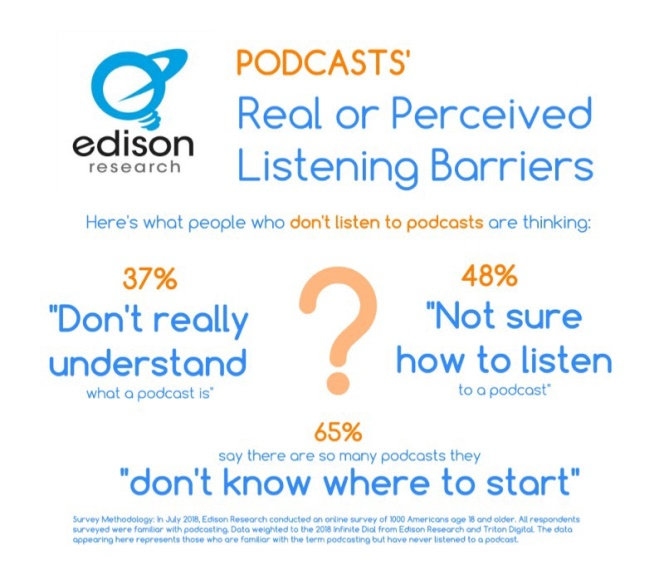 edison
research
PODCASTS'
Real or Perceived
Listening Barriers
Here's what people who don't listen to podcasts are thinking:
37%
"Don't really
understand
what a podcast is"
48%
"Not sure
how to listen
to a podcast"
?
65%
say there are so many podcasts they
"don't know where to start"
Survey Methodology: In July 2018, Edison Research conducted an online survey of 1000 Americans age 18 and older. All respondents
surveyed were familiar with podcasting. Data weighted to the 2018 Infinite Dial from Edison Research and Triton Digital. The data
appearing here represents those who are familiar with the term podcasting but have never listened to a podcast.